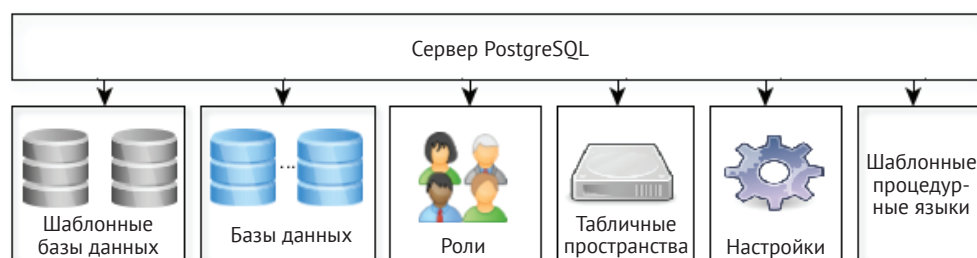 Сервер PostgreSQL
Шаблонные
базы данных
...
Базы данных
Роли
Табличные
пространства
Настройки
Шаблонные
процедур-
ные языки